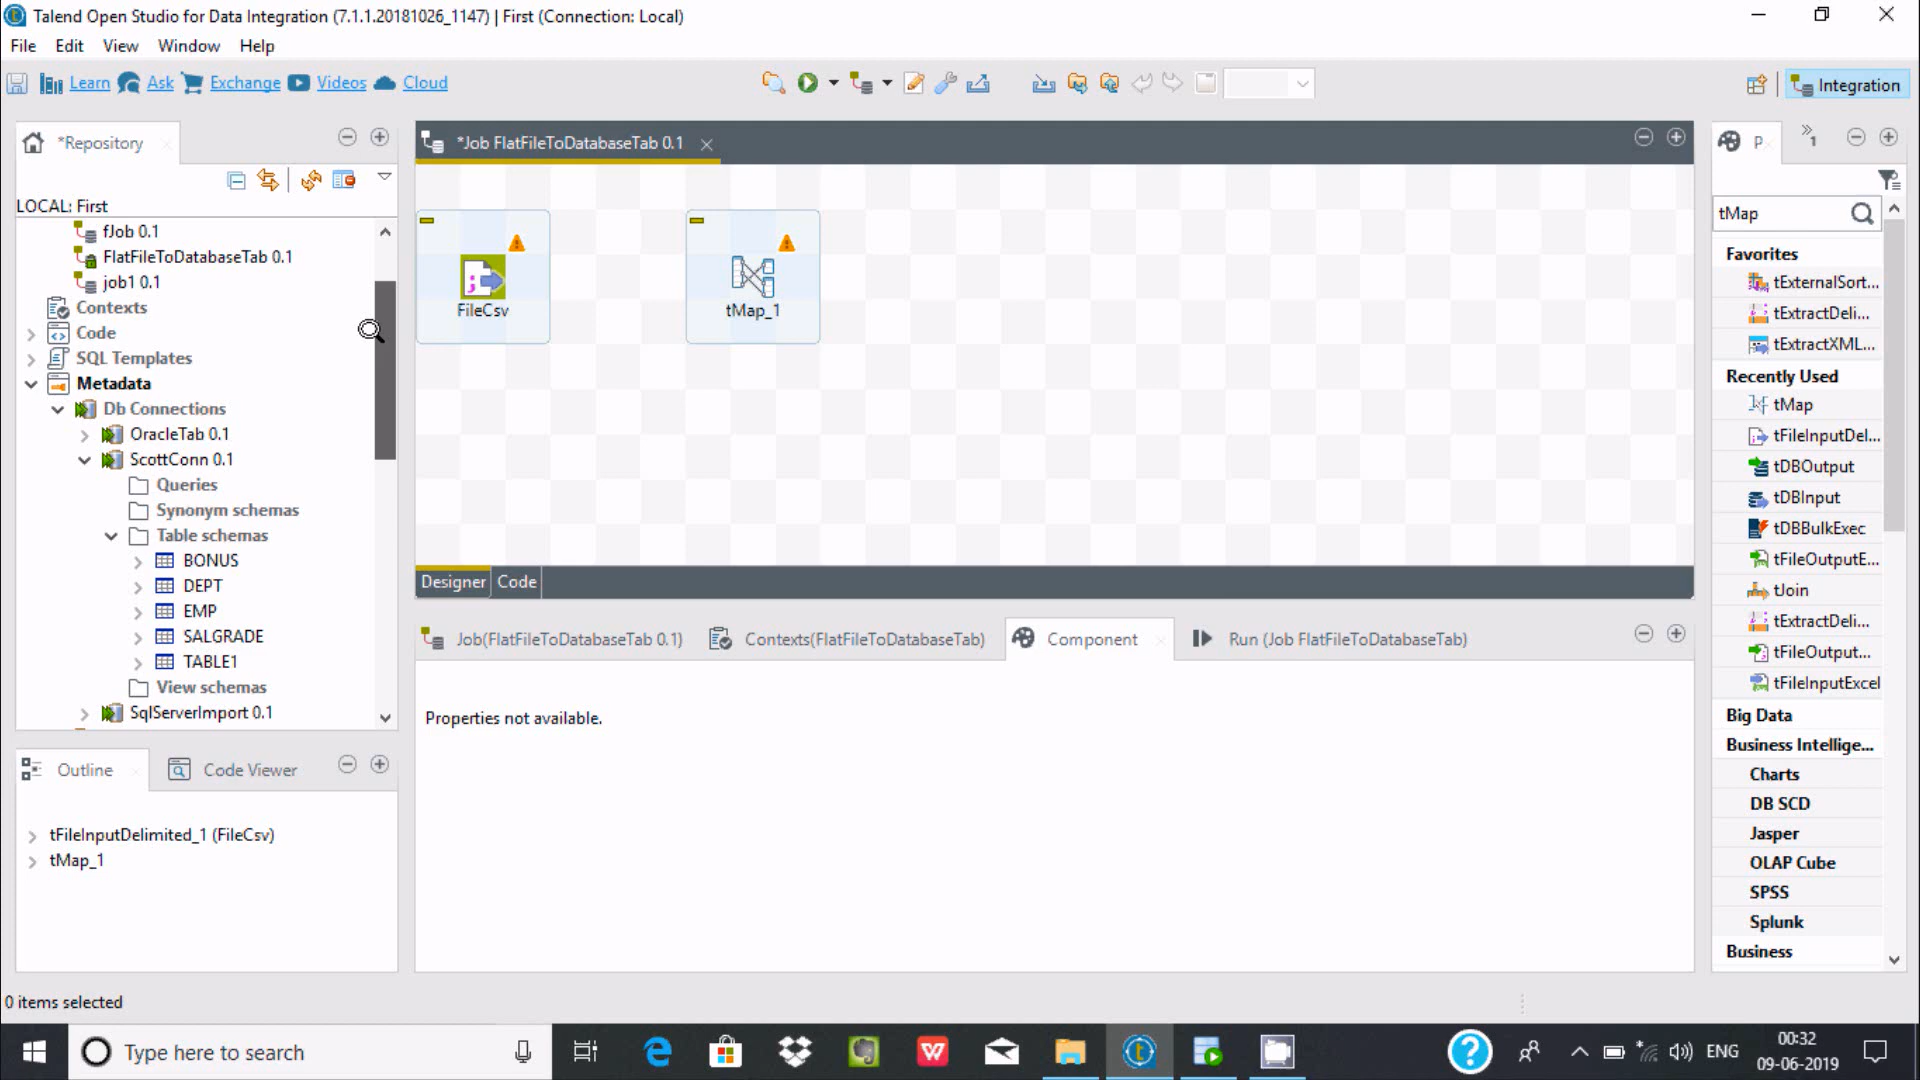 Talend Open Studio for Data Integration (7.1.1.20181026_1147) | First (Connection: Local)
File Edit View Window Help
Learn Ask Exchange Videos Cloud
Integration
*Repository
LOCAL: First
fJob 0.1
FlatFileToDatabaseTab 0.1
job1 0.1
Contexts
Code
SQL Templates
Metadata
Db Connections
OracleTab 0.1
ScottConn 0.1
Queries
Synonym schemas
Table schemas
BONUS
DEPT
EMP
SALGRADE
TABLE1
View schemas
SqlServerImport 0.1
Outline
Code Viewer
tFileInputDelimited_1 (FileCsv)
tMap_1
0 items selected
*Job FlatFileToDatabaseTab 0.1
FileCsv
tMap_1
Designer
Code
Job(FlatFileToDatabaseTab 0.1)
Contexts(FlatFileToDatabaseTab)
Component
Run (Job FlatFileToDatabaseTab)
Properties not available.
P
1
tMap
Favorites
tExternalSort...
tExtractDeli...
tExtractXML...
Recently Used
tMap
tFileInputDel...
tDBOutput
tDBInput
tDBBulkExec
tFileOutputE...
tJoin
tExtractDeli...
tFileOutput...
tFileInputExcel
Big Data
Business Intellige...
Charts
DB SCD
Jasper
OLAP Cube
SPSS
Splunk
Business
Type here to search
ENG
00:32
09-06-2019